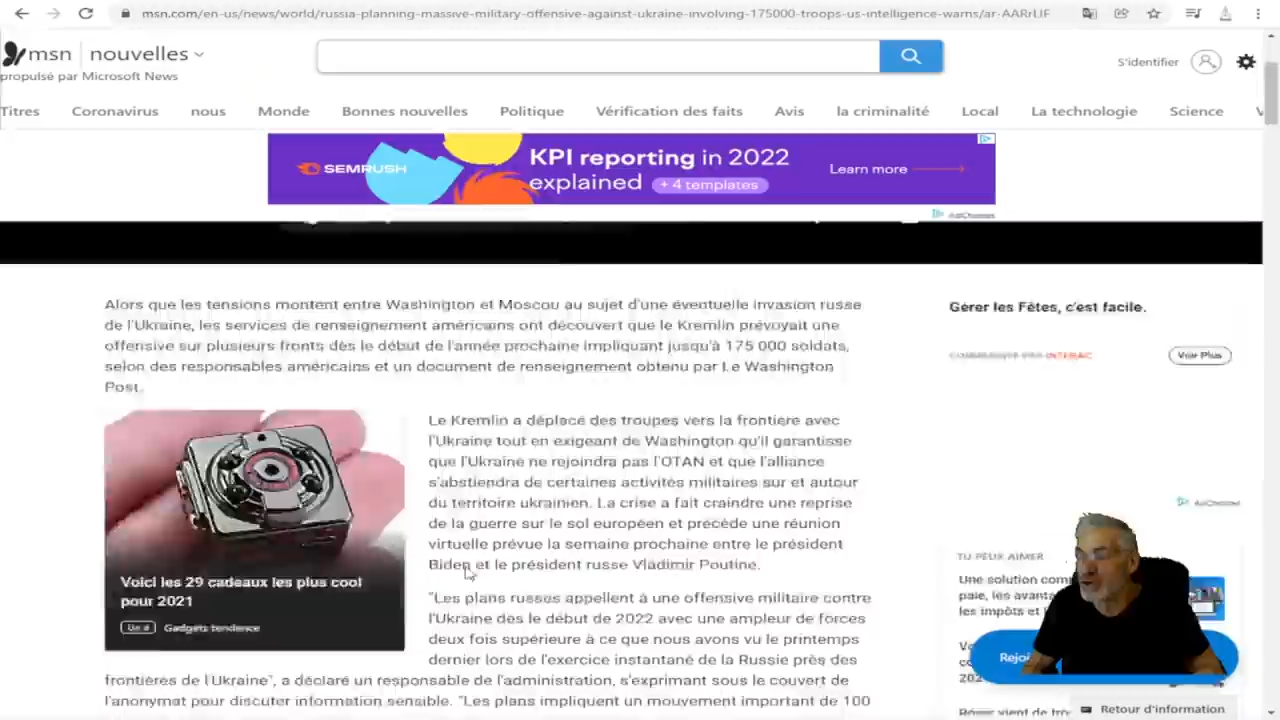 msn.com/en-us/news/world/russia-planning-massive-military-offensive-against-ukraine-involving-175000-troops-us-intelligence-warns/ar-AARrLIF
msn nouvelles
propulsé par Microsoft News
S'identifier
Titres Coronavirus nous Monde Bonnes nouvelles Politique Vérification des faits Avis la criminalité Local La technologie Science
SEMRUSH
KPI reporting in 2022
explained + 4 templates
Learn more
AdChoices
Alors que les tensions montent entre Washington et Moscou au sujet d'une éventuelle invasion russe
de l'Ukraine, les services de renseignement américains ont découvert que le Kremlin prévoyait une
offensive sur plusieurs fronts dès le début de l'année prochaine impliquant jusqu'à 175 000 soldats,
selon des responsables américains et un document de renseignement obtenu par Le Washington
Post.
Le Kremlin a déplacé des troupes vers la frontière avec
l'Ukraine tout en exigeant de Washington qu'il garantisse
que l'Ukraine ne rejoindra pas l'OTAN et que l'alliance
s'abstiendra de certaines activités militaires sur et autour
du territoire ukrainien. La crise a fait craindre une reprise
de la guerre sur le sol européen et précède une réunion
virtuelle prévue la semaine prochaine entre le président
Biden et le président russe Vladimir Poutine.
Voici les 29 cadeaux les plus cool
pour 2021
Gadgets tendence
"Les plans russes appellent à une offensive militaire contre
l'Ukraine dès le début de 2022 avec une ampleur de forces
deux fois supérieure à ce que nous avons vu le printemps
dernier lors de l'exercice instantané de la Russie près des
frontières de l'Ukraine", a déclaré un responsable de l'administration, s'exprimant sous le couvert de
l'anonymat pour discuter information sensible. "Les plans impliquent un mouvement important de 100
Gérer les Fêtes, c'est facile.
INTERAC
Voir Plus
AdChoices
TU PEUX AIMER
Une solution
paie, les
les impôts et
Retour d'information